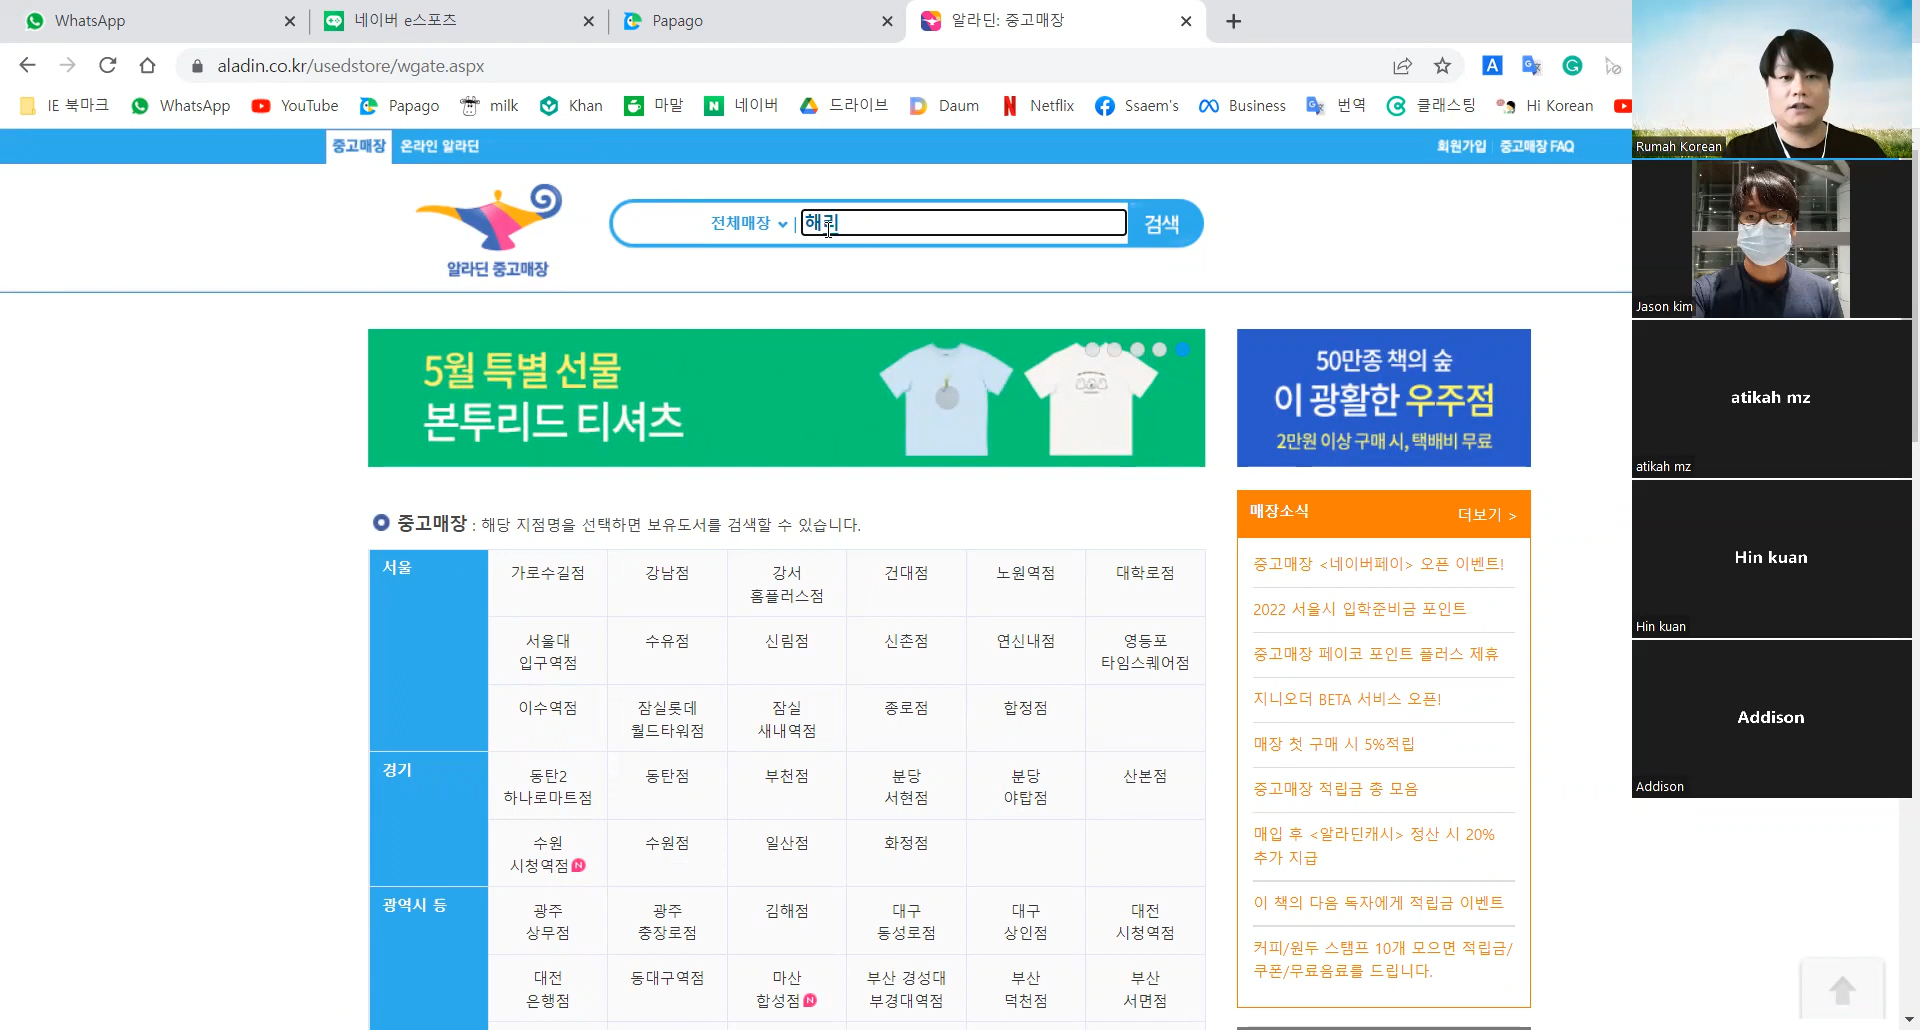 WhatsApp
네이버 e스포츠
Papago
알라딘: 중고매장
aladin.co.kr/usedstore/wgate.aspx
IE 북마크
WhatsApp
YouTube
Papago
milk
Khan
마말
네이버
드라이브
Daum
Netflix
Ssaem's
Business
번역
클래스팅
Hi Korean
중고매장
온라인 알라딘
회원가입
중고매장 FAQ
알라딘 중고매장
전체매장
해리
검색
5월 특별 선물
본투리드 티셔츠
50만종 책의 숲
이 광활한 우주점
2만원 이상 구매 시, 택배비 무료
중고매장 : 해당 지점명을 선택하면 보유도서를 검색할 수 있습니다.
서울
가로수길점
강남점
강서
홈플러스점
건대점
노원역점
대학로점
서울대
입구역점
수유점
신림점
신촌점
연신내점
영등포
타임스퀘어점
이수역점
잠실롯데
월드타워점
잠실
새내역점
종로점
합정점
경기
동탄2
하나로마트점
동탄점
부천점
분당
서현점
분당
야탑점
산본점
수원
시청역점 N
수원점
일산점
화정점
광역시 등
광주
상무점
광주
충장로점
김해점
대구
동성로점
대구
상인점
대전
시청역점
대전
은행점
동대구역점
마산
합성점 N
부산 경성대
부경대역점
부산
덕천점
부산
서면점
매장소식
더보기 >
중고매장 <네이버페이> 오픈 이벤트!
2022 서울시 입학준비금 포인트
중고매장 페이코 포인트 플러스 제휴
지니오더 BETA 서비스 오픈!
매장 첫 구매 시 5%적립
중고매장 적립금 총 모음
매입 후 <알라딘캐시> 정산 시 20%
추가 지급
이 책의 다음 독자에게 적립금 이벤트
커피/원두 스탬프 10개 모으면 적립금/
쿠폰/무료음료를 드립니다.
Rumah Korean
Jason kim
atikah mz
atikah mz
Hin kuan
Hin kuan
Addison
Addison